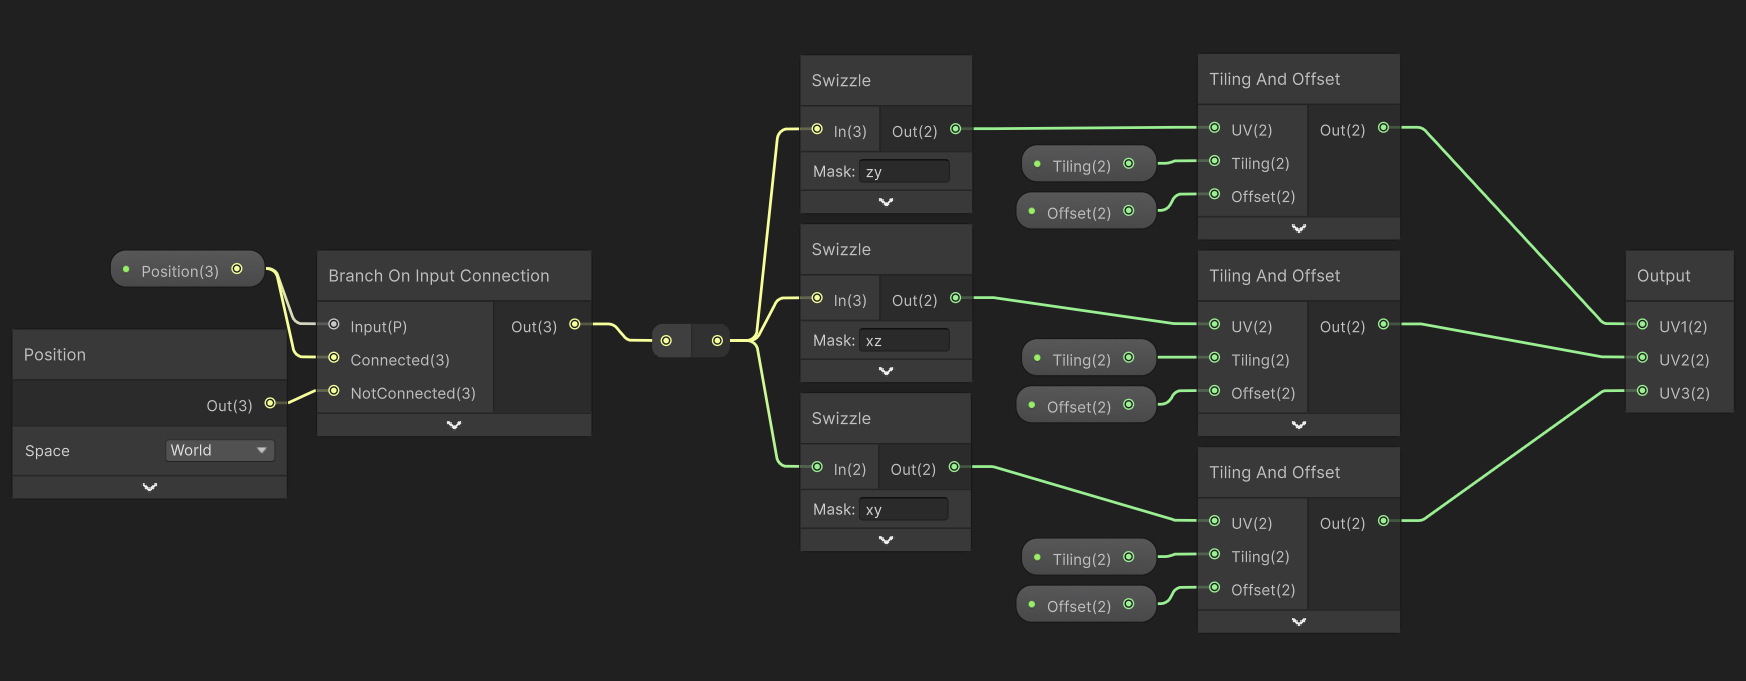 Position(3)
Position
Out(3)
Space
World
Branch On Input Connection
Input(P)
Connected(3)
NotConnected(3)
Out(3)
Swizzle
In(3)
Out(2)
Mask: zy
Swizzle
In(3)
Out(2)
Mask: xz
Swizzle
In(2)
Out(2)
Mask: xy
Tiling(2)
Offset(2)
Tiling And Offset
UV(2)
Tiling(2)
Offset(2)
Out(2)
Tiling(2)
Offset(2)
Tiling And Offset
UV(2)
Tiling(2)
Offset(2)
Out(2)
Tiling(2)
Offset(2)
Tiling And Offset
UV(2)
Tiling(2)
Offset(2)
Out(2)
Output
UV1(2)
UV2(2)
UV3(2)